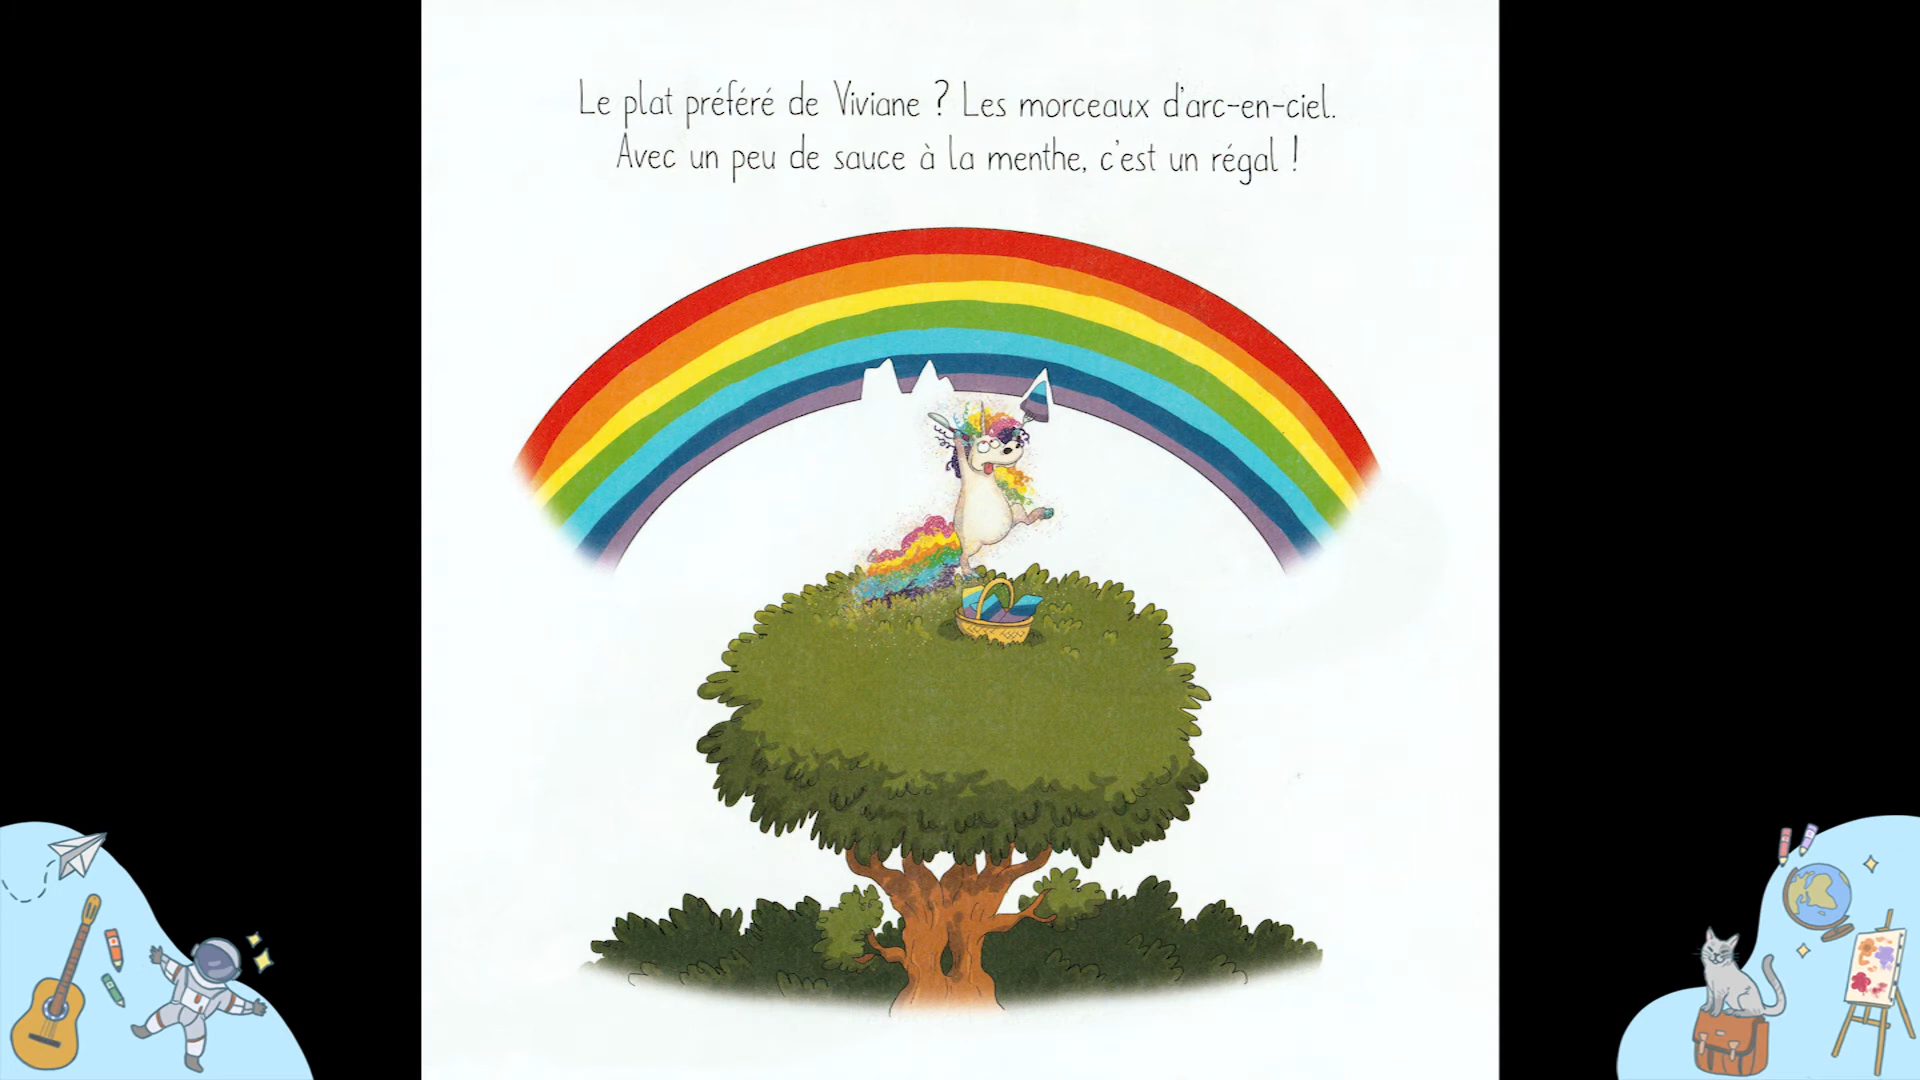 Le plat préféré de Viviane ? Les morceaux d'arc-en-ciel.
Avec un peu de sauce à la menthe, c'est un régal !